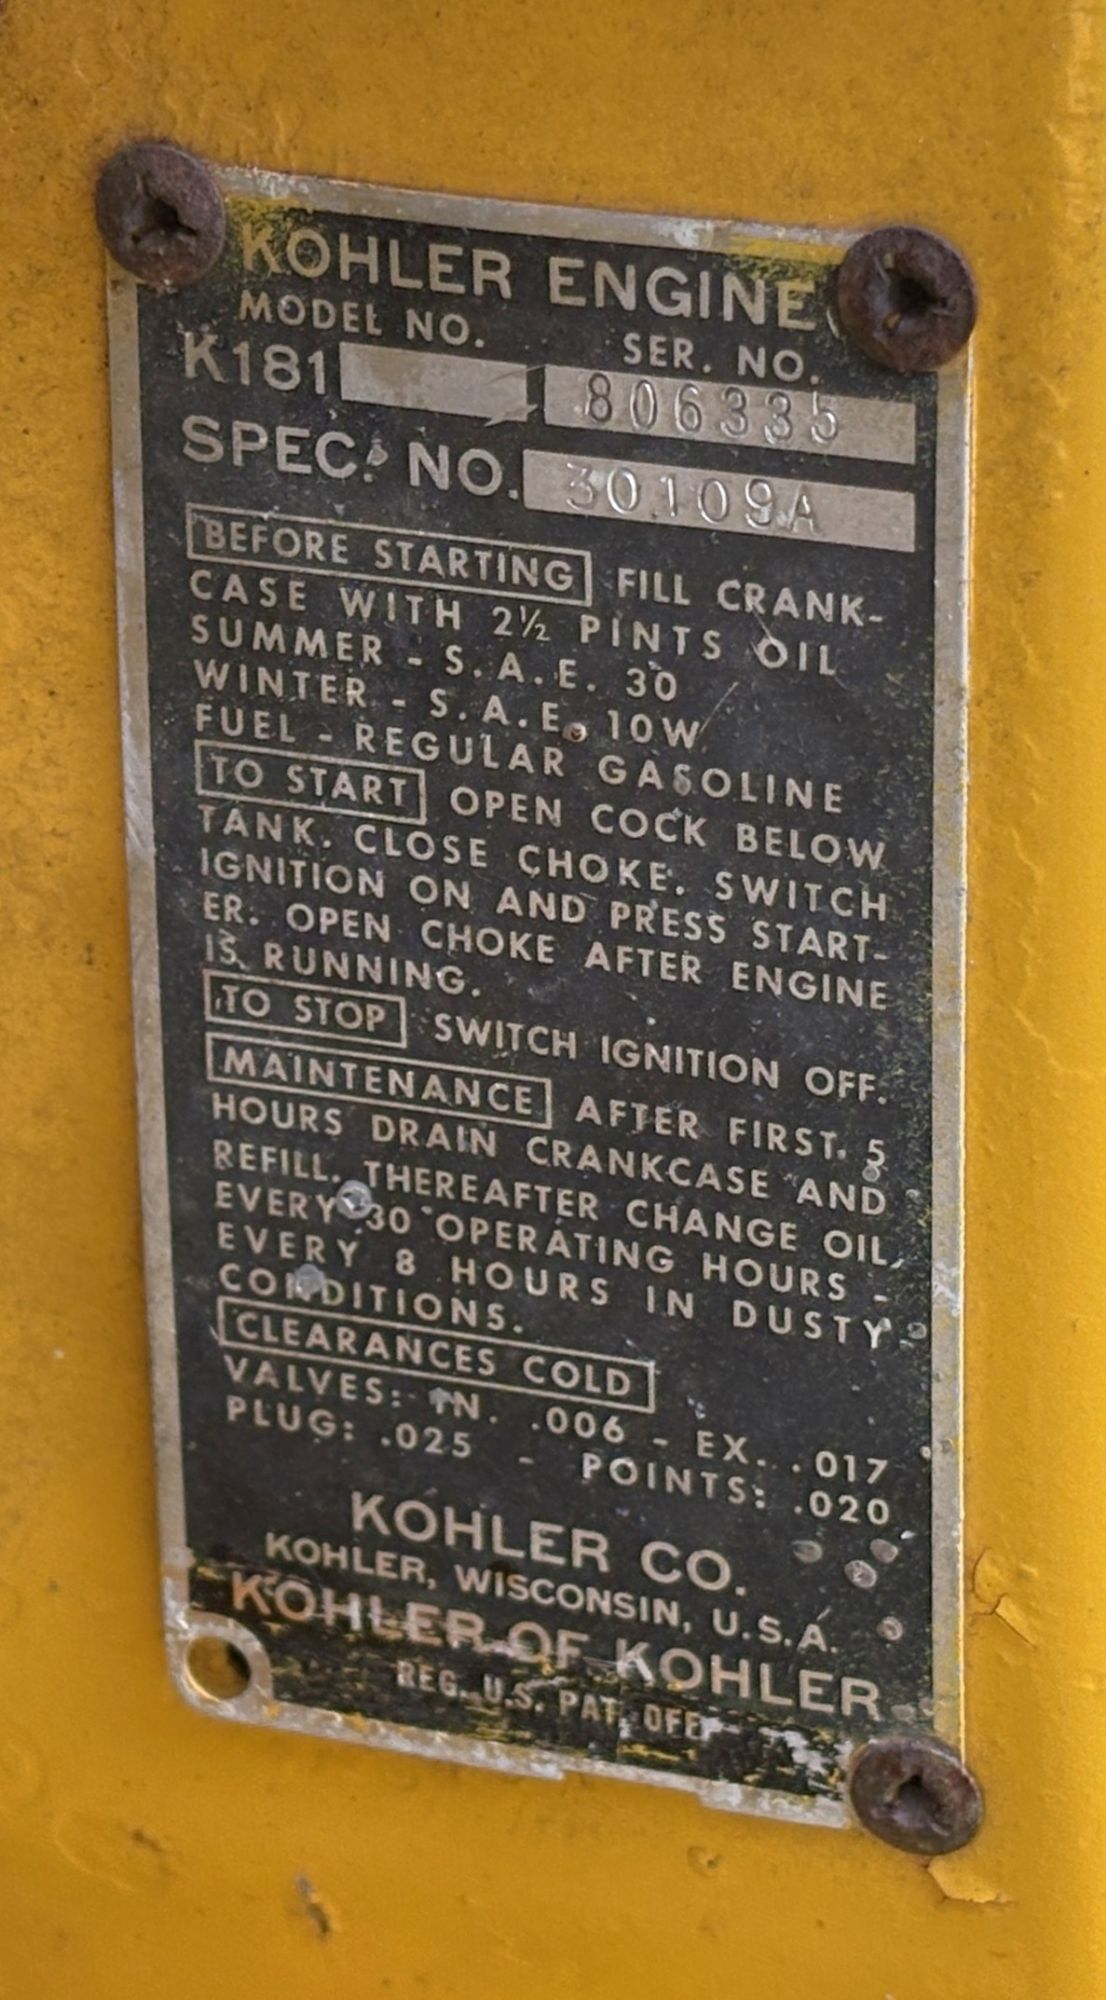 KOHLER ENGINE
MODEL NO. SER. NO.
K181 806335
SPEC. NO. 30109A
BEFORE STARTING FILL CRANK-
CASE WITH 2½ PINTS OIL
SUMMER - S.A.E. 30
WINTER - S.A.E. 10W
FUEL - REGULAR GASOLINE
TO START OPEN COCK BELOW
TANK. CLOSE CHOKE. SWITCH
IGNITION ON AND PRESS START-
ER. OPEN CHOKE AFTER ENGINE
IS RUNNING.
TO STOP SWITCH IGNITION OFF.
MAINTENANCE AFTER FIRST 5
HOURS DRAIN CRANKCASE AND
REFILL. THEREAFTER CHANGE OIL
EVERY 30 OPERATING HOURS -
EVERY 8 HOURS IN DUSTY
CONDITIONS.
CLEARANCES COLD
VALVES: IN. .006 - EX. .017
PLUG: .025 - POINTS: .020
KOHLER CO.
KOHLER, WISCONSIN, U.S.A.
KOHLER OF KOHLER
REG. U.S. PAT. OFF.